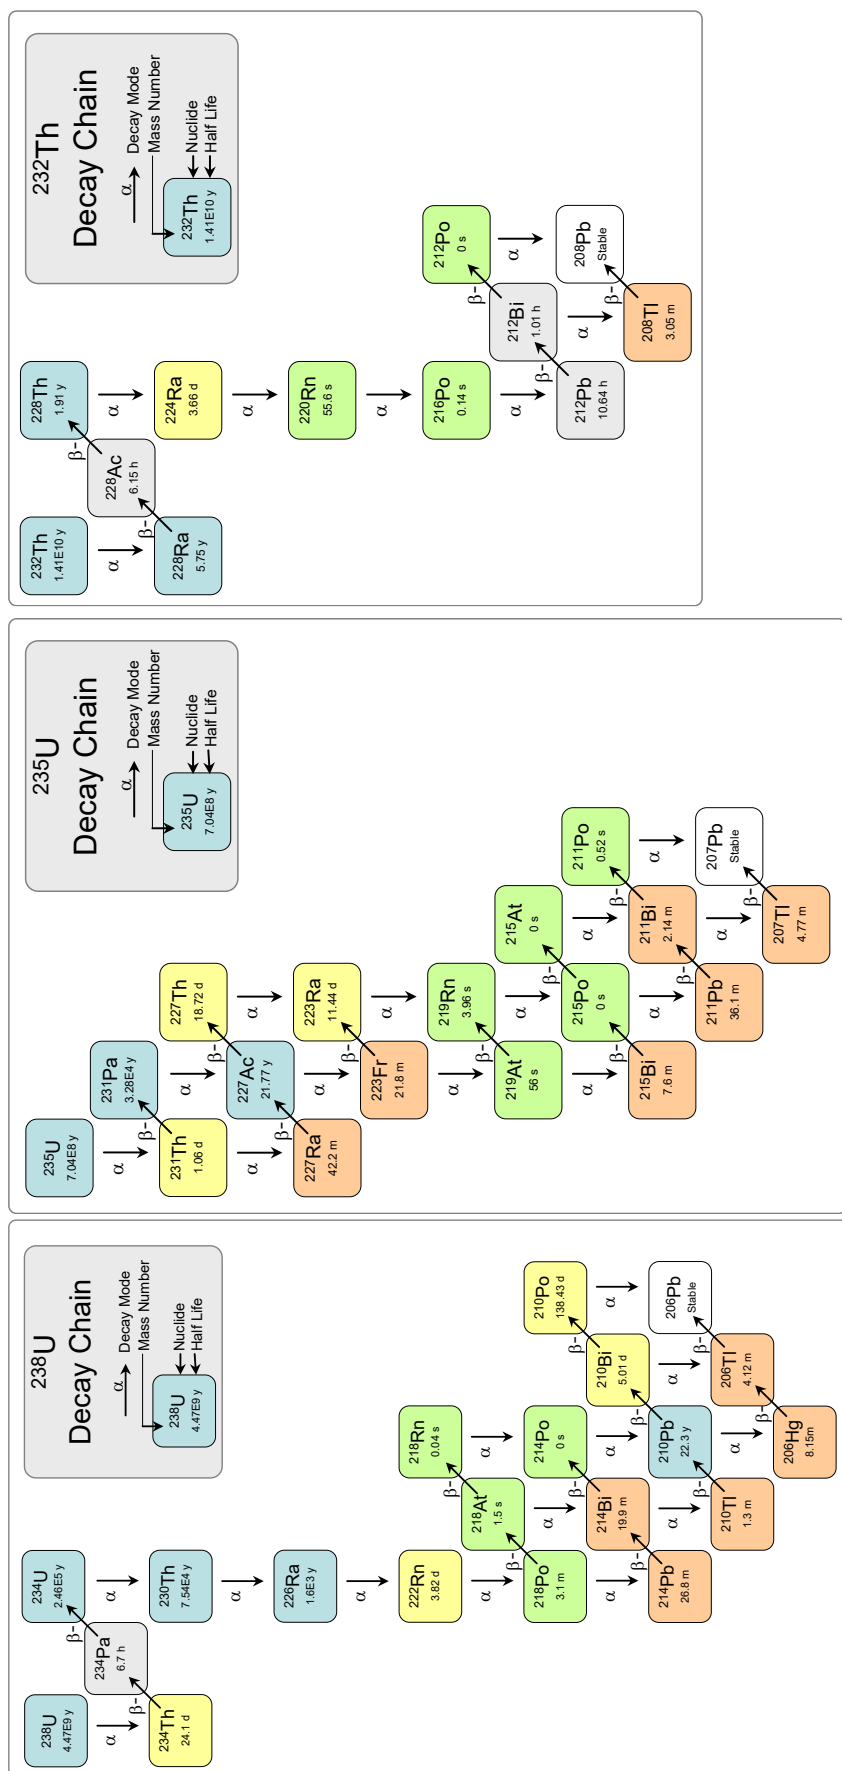 238U
Decay Chain
α
Decay Mode
Mass Number
238U
4.47E9 y
Nuclide
Half Life
238U
4.47E9 y
α
234Th
24.1 d
β-
234Pa
6.7 h
β-
234U
2.46E5 y
α
230Th
7.54E4 y
α
226Ra
1.6E3 y
α
222Rn
3.82 d
α
218Po
3.1 m
β-
218At
1.5 s
β-
218Rn
0.04 s
α
α
α
214Pb
26.8 m
β-
214Bi
19.9 m
β-
214Po
0 s
α
α
210Tl
1.3 m
β-
210Pb
22.3 y
β-
210Bi
5.01 d
β-
210Po
138.43 d
α
α
α
206Hg
8.15m
β-
206Tl
4.12 m
β-
206Pb
Stable
235U
Decay Chain
α
Decay Mode
Mass Number
235U
7.04E8 y
Nuclide
Half Life
235U
7.04E8 y
α
231Th
1.06 d
β-
231Pa
3.28E4 y
α
α
227Ra
42.2 m
β-
227Ac
21.77 y
β-
227Th
18.72 d
α
α
223Fr
21.8 m
β-
223Ra
11.44 d
α
α
219At
56 s
β-
219Rn
3.96 s
α
α
215Bi
7.6 m
β-
215Po
0 s
β-
215At
0 s
α
α
211Pb
36.1 m
β-
211Bi
2.14 m
β-
211Po
0.52 s
α
α
207Tl
4.77 m
β-
207Pb
Stable
232Th
Decay Chain
α
Decay Mode
Mass Number
232Th
1.41E10 y
Nuclide
Half Life
232Th
1.41E10 y
α
228Ra
5.75 y
β-
228Ac
6.15 h
β-
228Th
1.91 y
α
224Ra
3.66 d
α
220Rn
55.6 s
α
216Po
0.14 s
α
212Pb
10.64 h
β-
212Bi
1.01 h
β-
212Po
0 s
α
α
208Tl
3.05 m
β-
208Pb
Stable